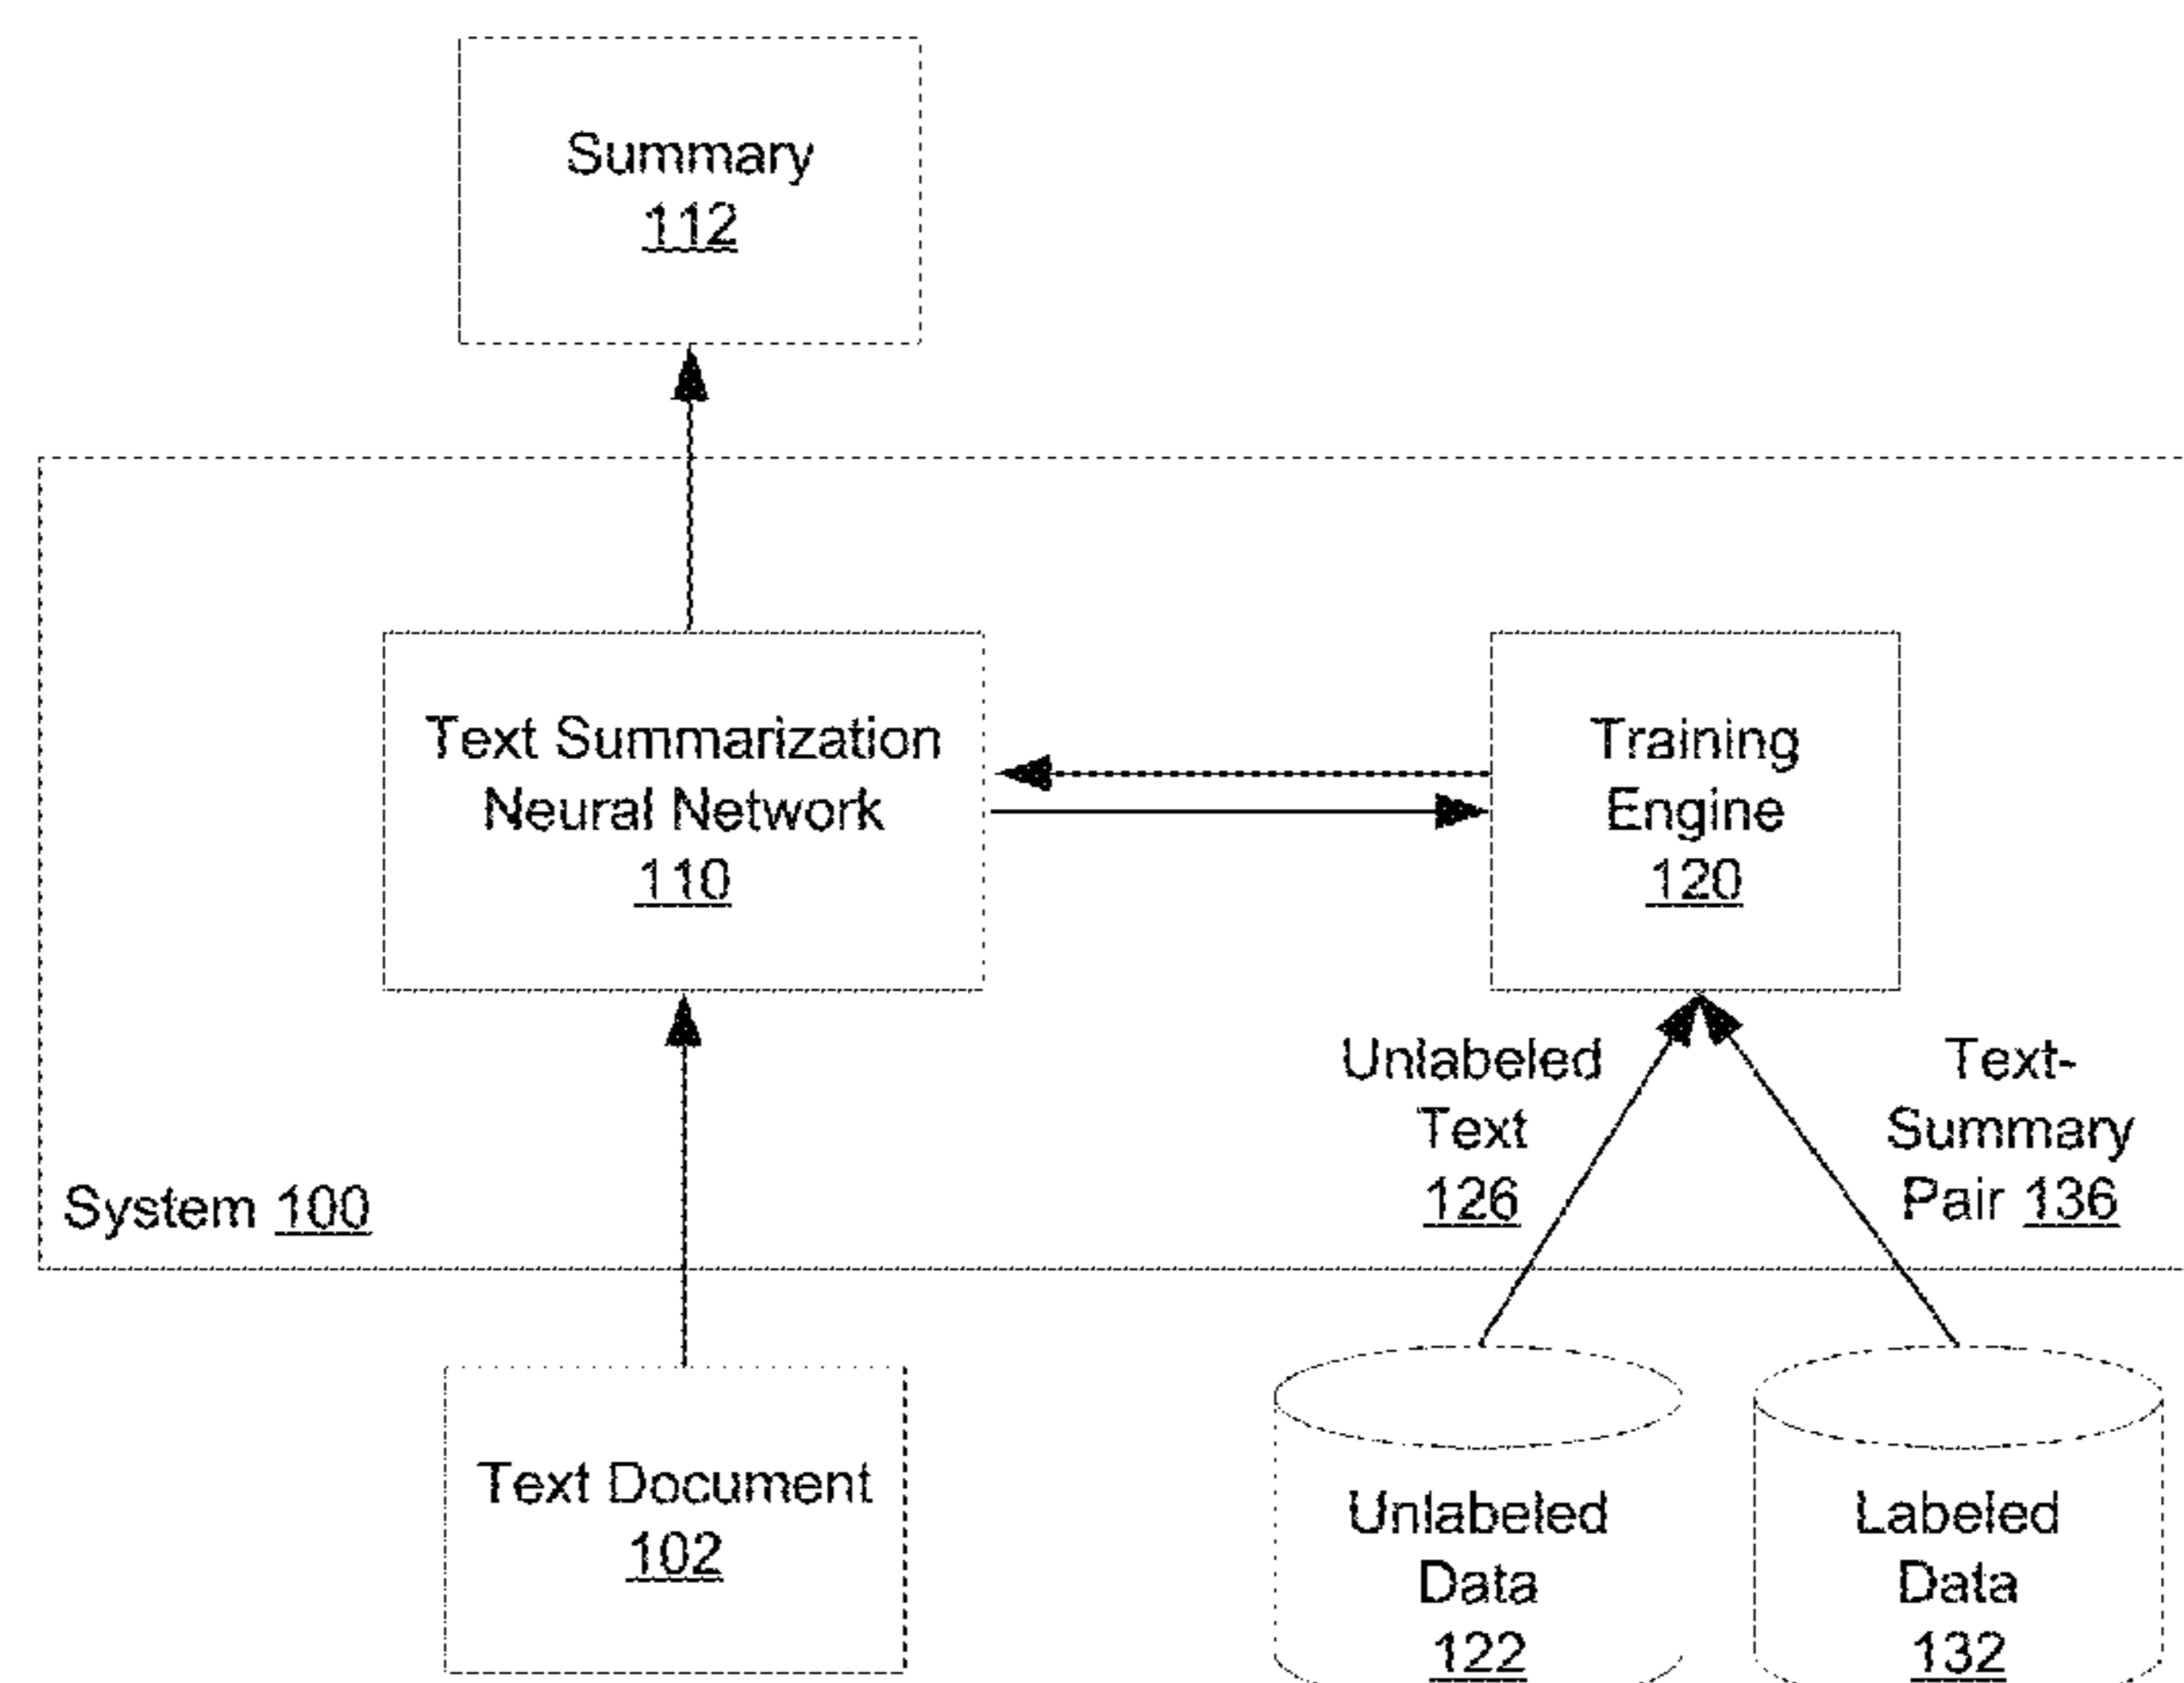 Summary
112
Text Summarization
Neural Network
110
Training
Engine
120
Unlabeled
Text
126
Text-
Summary
Pair 136
System 100
Text Document
102
Unlabeled
Data
122
Labeled
Data
132